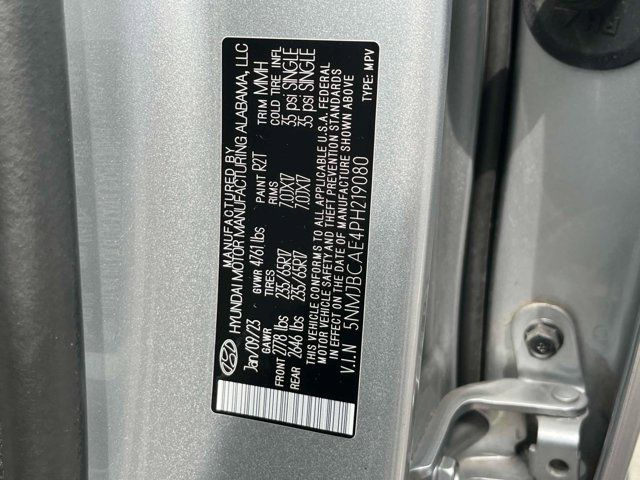 MANUFACTURED BY
HYUNDAI MOTOR MANUFACTURING ALABAMA, LLC
Jan/09/23 GVWR 4761 lbs PAINT R2T TRIM MMH
GAWR TIRES RIMS COLD TIRE INFL
FRONT 2778 lbs 235/65R17 7.0JX17 35 psi SINGLE
REAR 2646 lbs 235/65R17 7.0JX17 35 psi SINGLE
THIS VEHICLE CONFORMS TO ALL APPLICABLE U.S.A. FEDERAL
MOTOR VEHICLE SAFETY AND THEFT PREVENTION STANDARDS
IN EFFECT ON THE DATE OF MANUFACTURE SHOWN ABOVE
V.I.N 5NMJBCAE4PH219080 TYPE: MPV